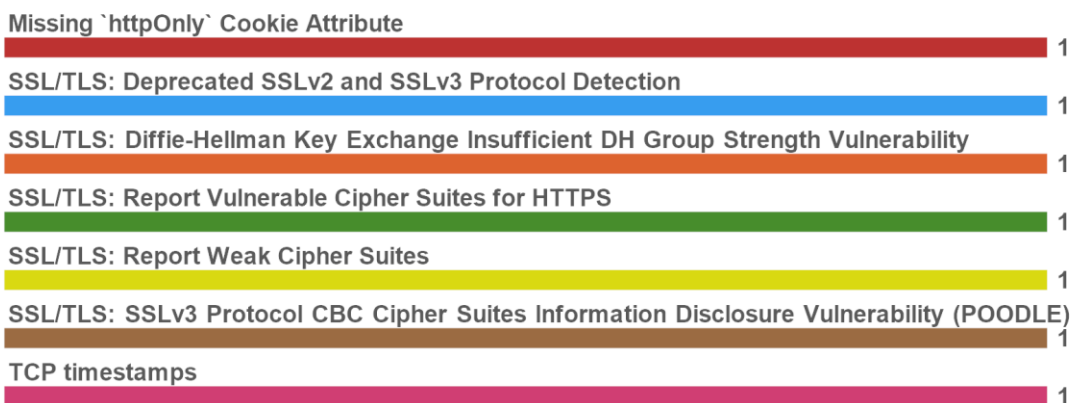 Missing `httpOnly` Cookie Attribute
1
SSL/TLS: Deprecated SSLv2 and SSLv3 Protocol Detection
1
SSL/TLS: Diffie-Hellman Key Exchange Insufficient DH Group Strength Vulnerability
1
SSL/TLS: Report Vulnerable Cipher Suites for HTTPS
1
SSL/TLS: Report Weak Cipher Suites
1
SSL/TLS: SSLv3 Protocol CBC Cipher Suites Information Disclosure Vulnerability (POODLE)
1
TCP timestamps
1